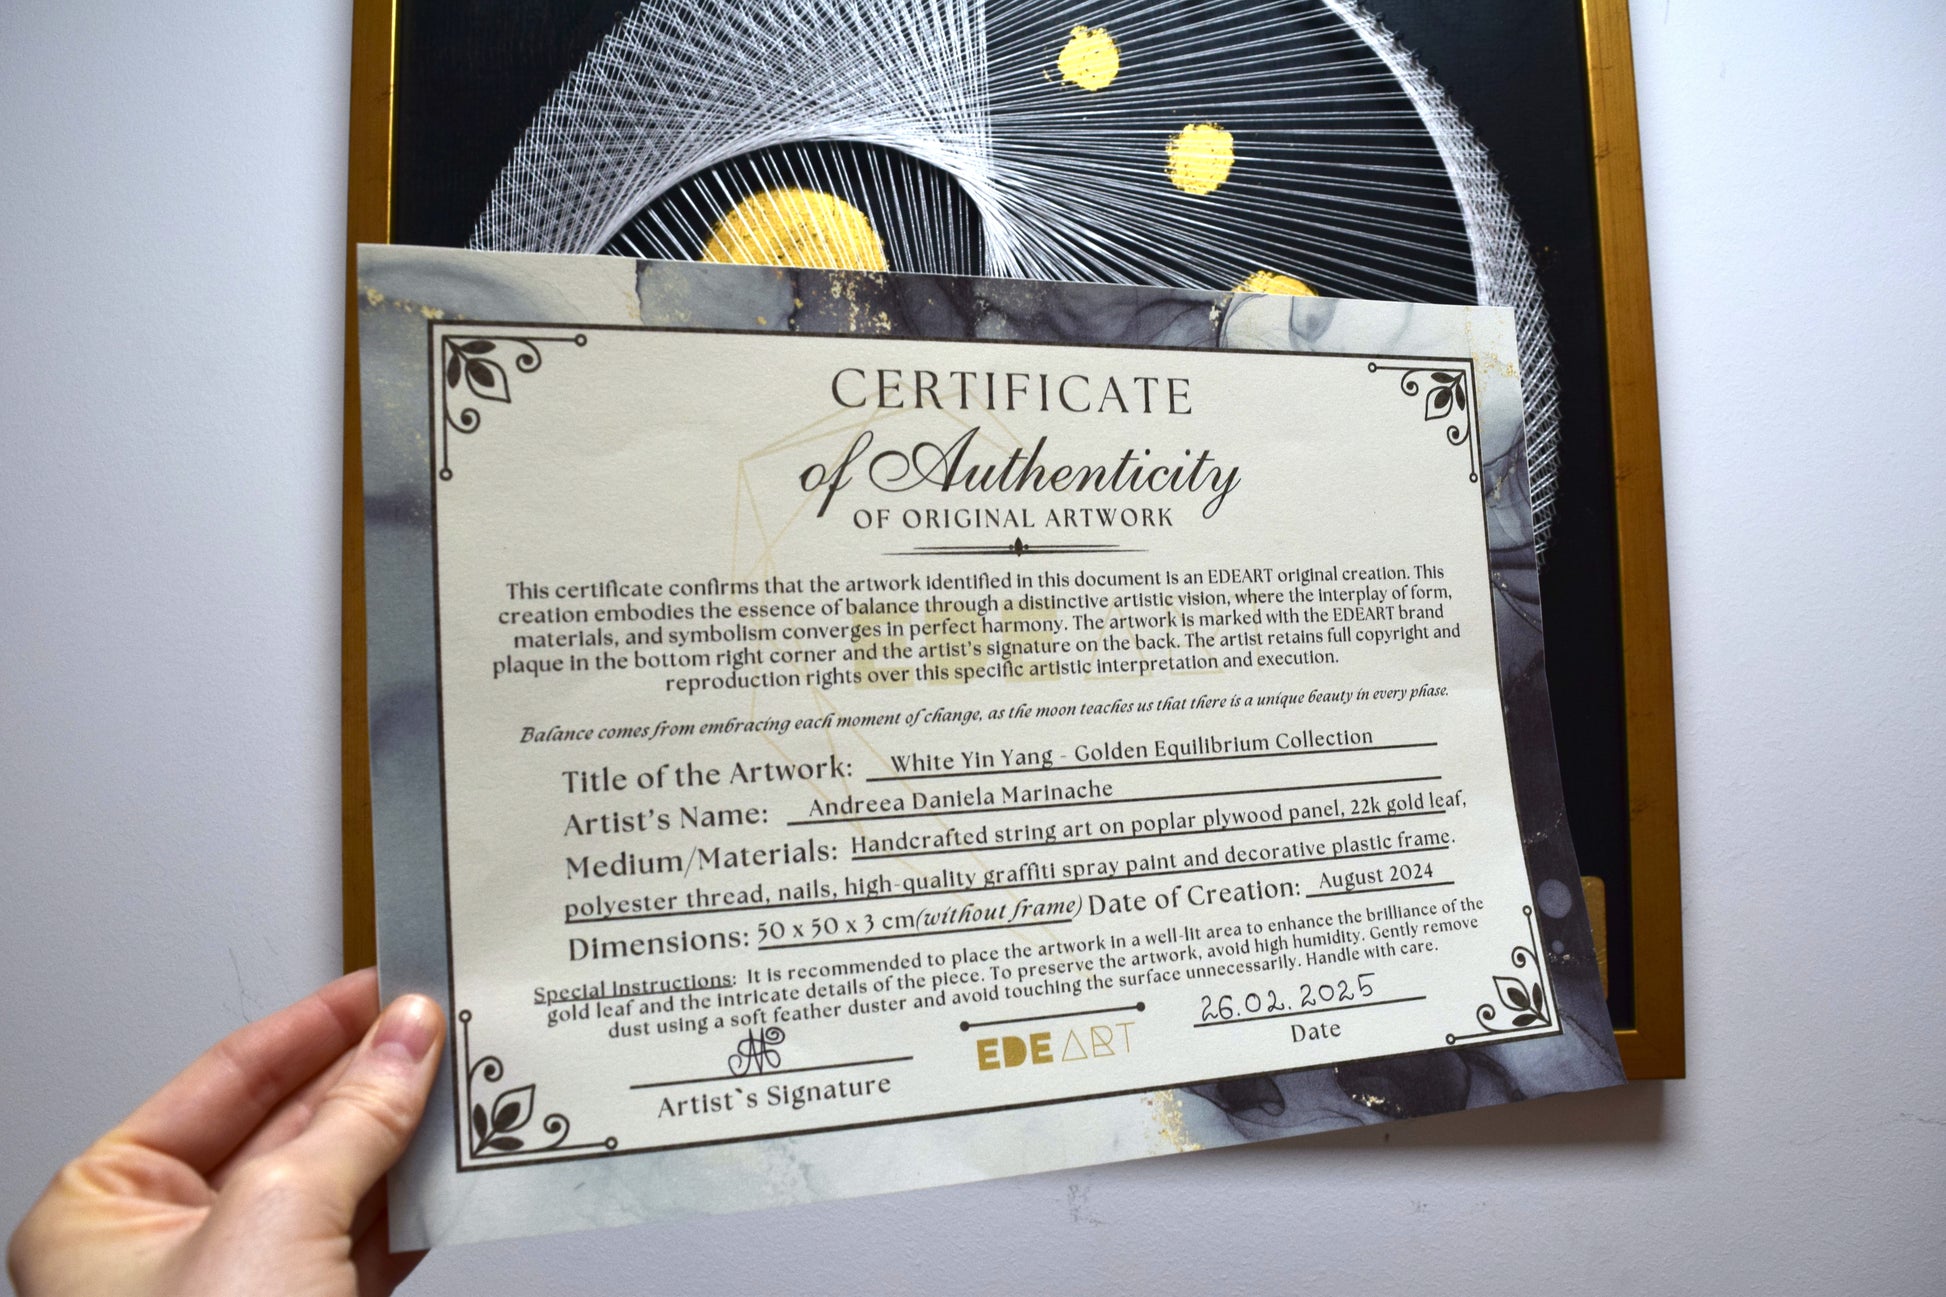 CERTIFICATE
of Authenticity
OF ORIGINAL ARTWORK
This certificate confirms that the artwork identified in this document is an EDEART original creation. This
creation embodies the essence of balance through a distinctive artistic vision, where the interplay of form,
materials, and symbolism converges in perfect harmony. The artwork is marked with the EDEART brand
plaque in the bottom right corner and the artist's signature on the back. The artist retains full copyright and
reproduction rights over this specific artistic interpretation and execution.
Balance comes from embracing each moment of change, as the moon teaches us that there is a unique beauty in every phase.
Title of the Artwork: White Yin Yang - Golden Equilibrium Collection
Artist's Name: Andreea Daniela Marinache
Medium/Materials: Handcrafted string art on poplar plywood panel, 22k gold leaf,
polyester thread, nails, high-quality graffiti spray paint and decorative plastic frame.
Dimensions: 50 x 50 x 3 cm(without frame) Date of Creation: August 2024
Special Instructions: It is recommended to place the artwork in a well-lit area to enhance the brilliance of the
gold leaf and the intricate details of the piece. To preserve the artwork, avoid high humidity. Gently remove
dust using a soft feather duster and avoid touching the surface unnecessarily. Handle with care.
26.02.2025
EDE ART
Artist`s Signature
Date